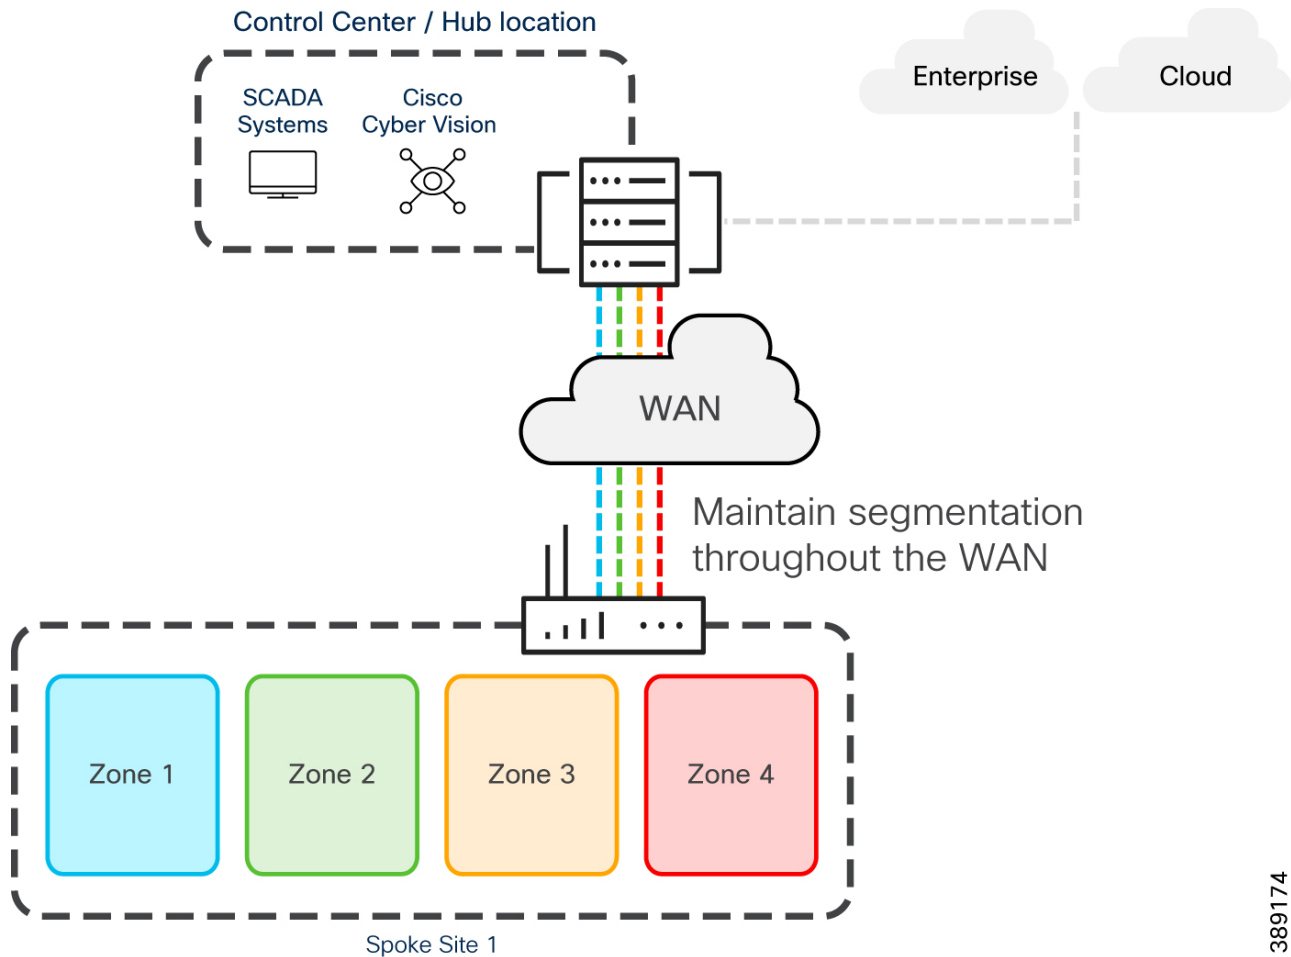 Control Center / Hub location
SCADA
Systems
Cisco
Cyber Vision
Enterprise
Cloud
WAN
Maintain segmentation
throughout the WAN
Zone 1
Zone 2
Zone 3
Zone 4
Spoke Site 1
389174